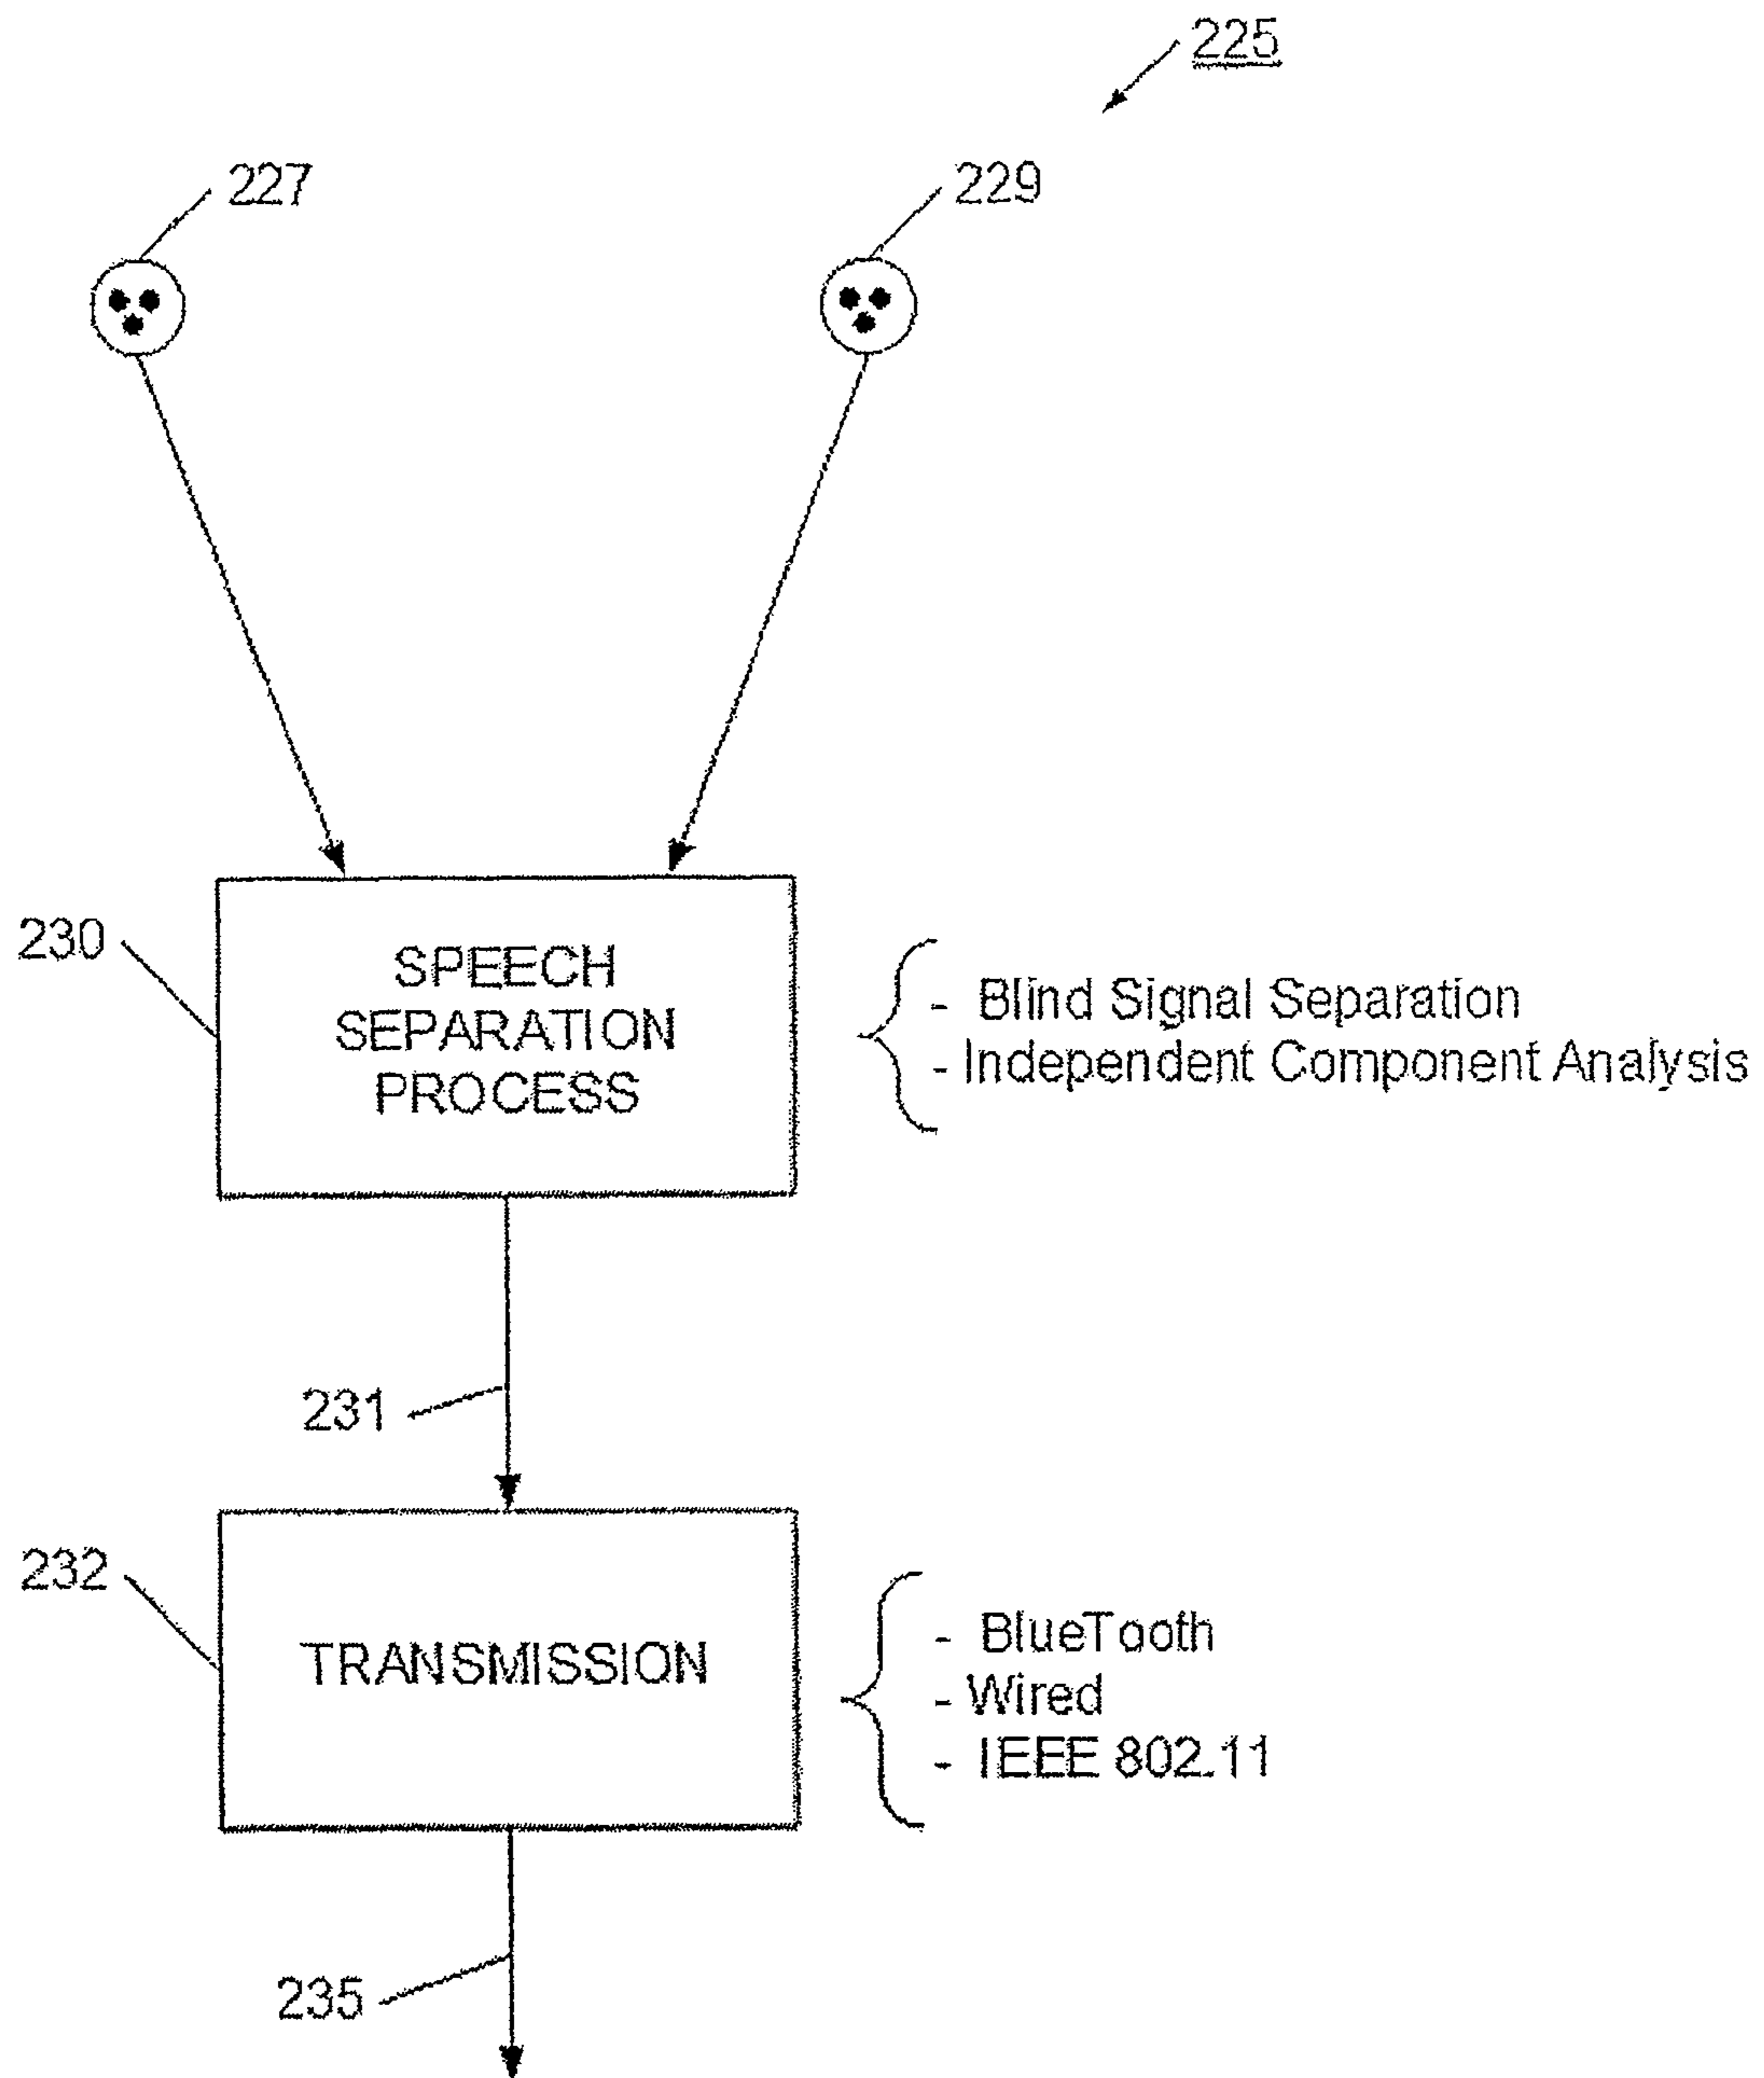 225
227
229
230
SPEECH
SEPARATION
PROCESS
- Blind Signal Separation
- Independent Component Analysis
231
232
TRANSMISSION
- BlueTooth
- Wired
- IEEE 802.11
235